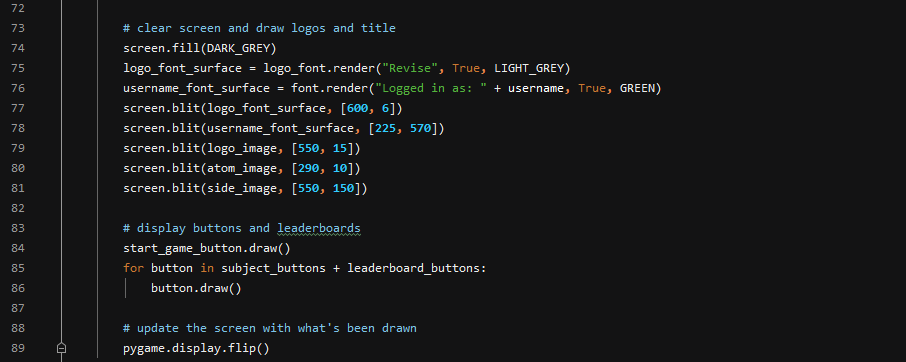 72
73 # clear screen and draw logos and title
74 screen.fill(DARK_GREY)
75 logo_font_surface = logo_font.render("Revise", True, LIGHT_GREY)
76 username_font_surface = font.render("Logged in as: " + username, True, GREEN)
77 screen.blit(logo_font_surface, [600, 6])
78 screen.blit(username_font_surface, [225, 570])
79 screen.blit(logo_image, [550, 15])
80 screen.blit(atom_image, [290, 10])
81 screen.blit(side_image, [550, 150])
82
83 # display buttons and leaderboards
84 start_game_button.draw()
85 for button in subject_buttons + leaderboard_buttons:
86 button.draw()
87
88 # update the screen with what's been drawn
89 pygame.display.flip()